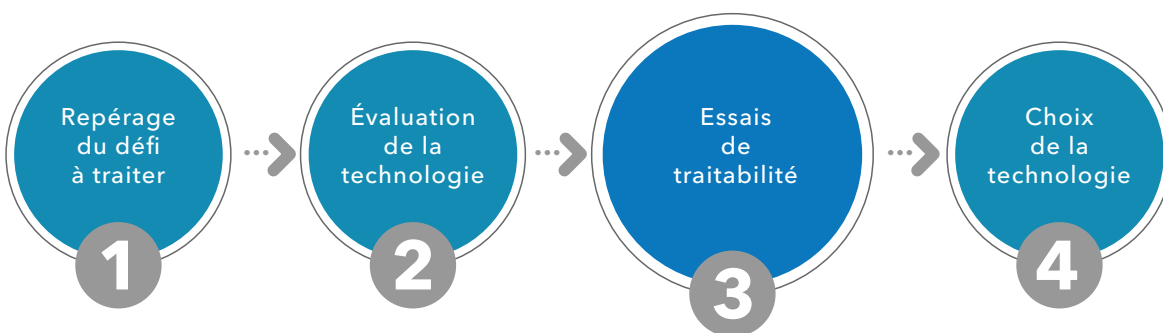 Repérage
du défi
à traiter
1
Évaluation
de la
technologie
2
Essais
de
traitabilité
3
Choix
de la
technologie
4